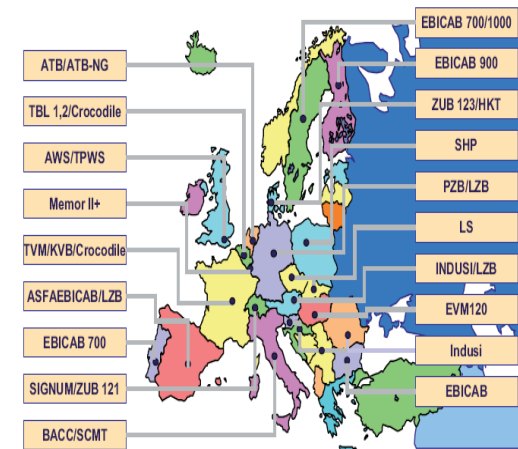 ATB/ATB-NG
TBL 1,2/Crocodile
AWS/TPWS
Memor II+
TVM/KVB/Crocodile
ASFAEBICAB/LZB
EBICAB 700
SIGNUM/ZUB 121
BACC/SCMT
EBICAB 700/1000
EBICAB 900
ZUB 123/HKT
SHP
PZB/LZB
LS
INDUSI/LZB
EVM120
Indusi
EBICAB